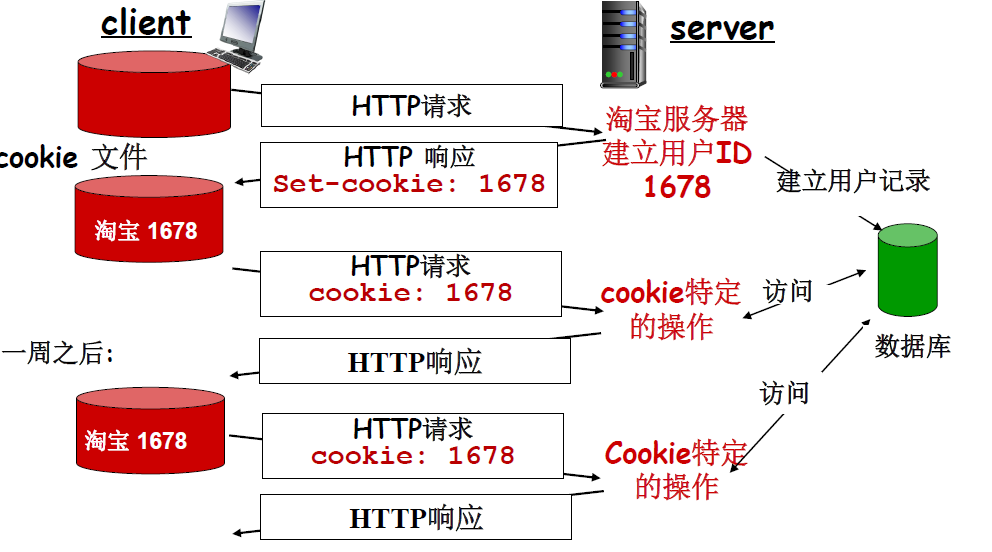 client
server
HTTP请求
淘宝服务器
建立用户ID
1678
cookie 文件
HTTP 响应
Set-cookie: 1678
建立用户记录
淘宝 1678
HTTP请求
cookie: 1678
cookie特定
的操作
访问
数据库
HTTP响应
一周之后:
访问
淘宝 1678
HTTP请求
cookie: 1678
Cookie特定
的操作
HTTP响应